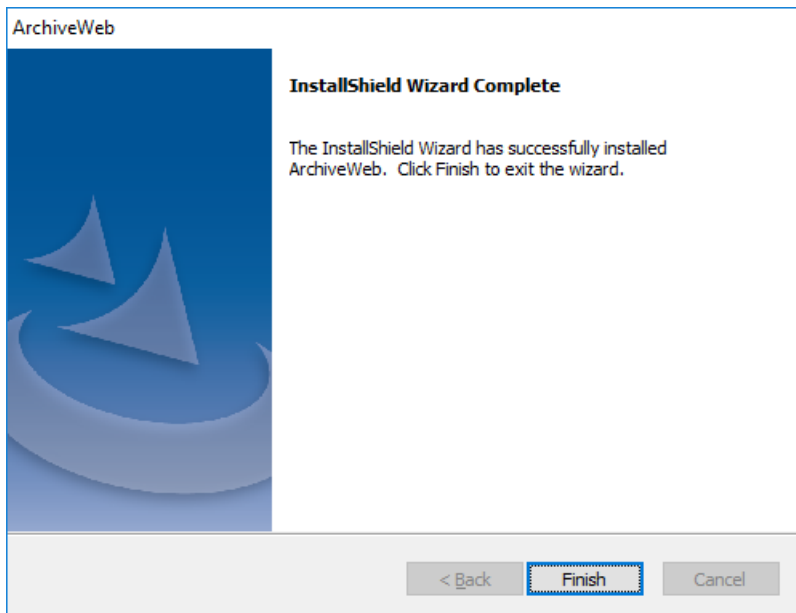 ArchiveWeb
InstallShield Wizard Complete
The InstallShield Wizard has successfully installed
ArchiveWeb.  Click Finish to exit the wizard.
< Back
Finish
Cancel